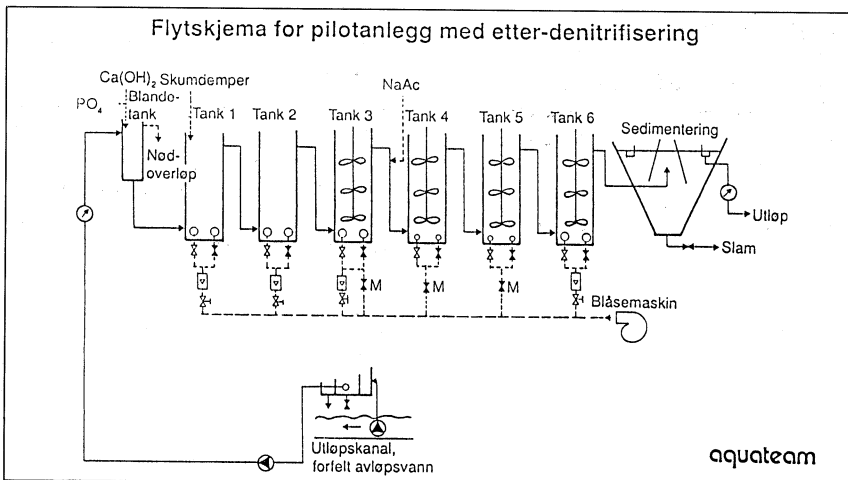 Flytskjema for pilotanlegg med etter-denitrifisering
Ca(OH)2 Skumdemper
PO4
Blande-
tank
Nød-
overløp
Tank 1
Tank 2
Tank 3
NaAc
Tank 4
Tank 5
Tank 6
Sedimentering
Utløp
Slam
M
M
M
Blåsemaskin
Utløpskanal,
forfelt avløpsvann
aquateam